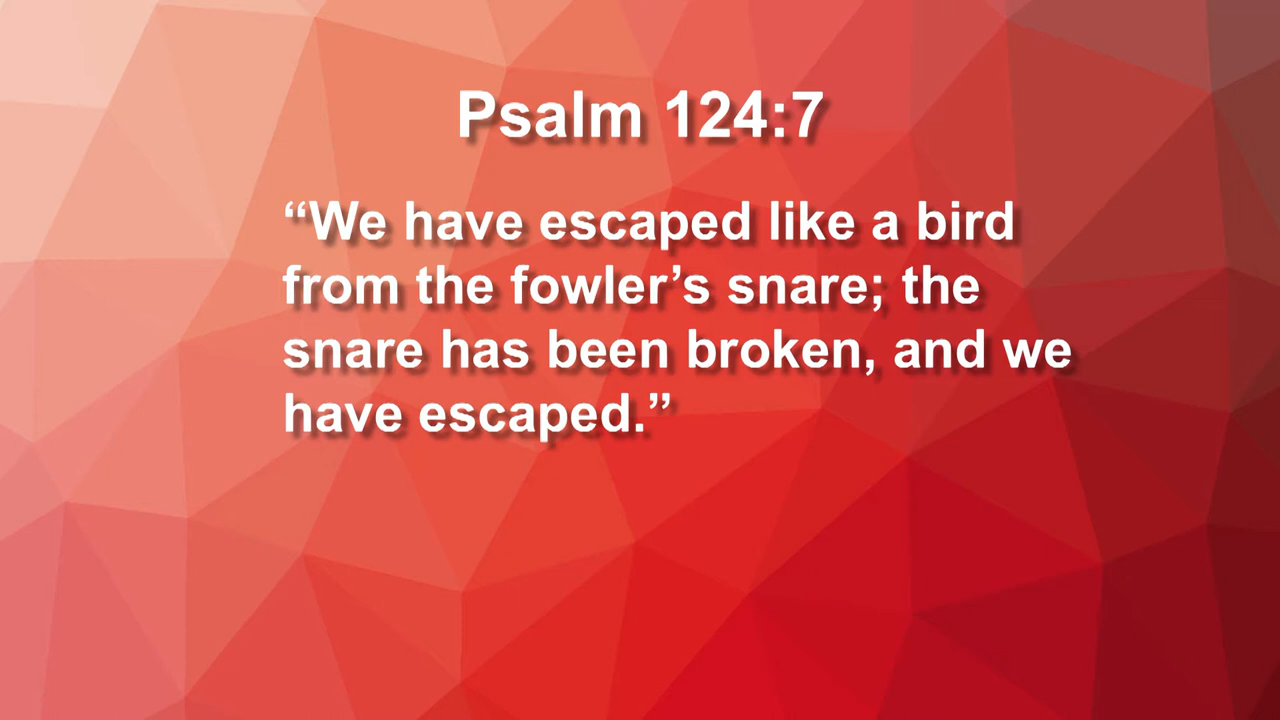 Psalm 124:7
“We have escaped like a bird
from the fowler’s snare; the
snare has been broken, and we
have escaped.”